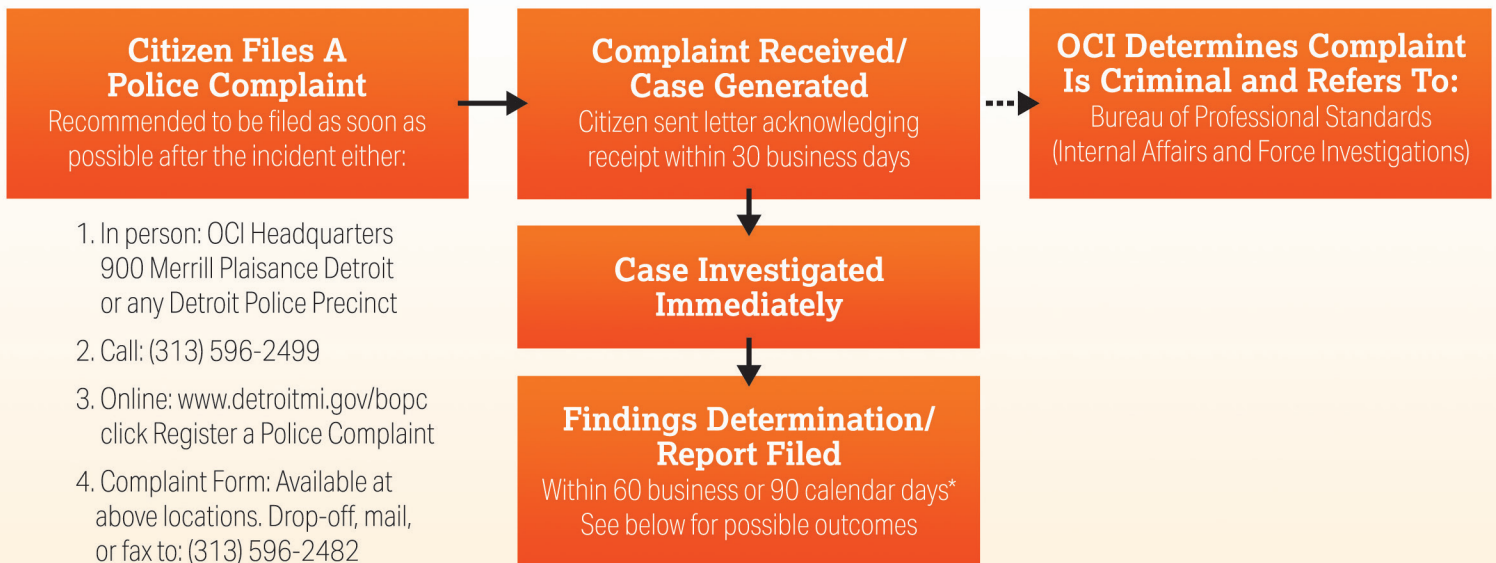 Citizen Files A
Police Complaint
Recommended to be filed as soon as
possible after the incident either:
1. In person: OCI Headquarters
900 Merrill Plaisance Detroit
or any Detroit Police Precinct
2. Call: (313) 596-2499
3. Online: www.detroitmi.gov/bopc
click Register a Police Complaint
4. Complaint Form: Available at
above locations. Drop-off, mail,
or fax to: (313) 596-2482
Complaint Received/
Case Generated
Citizen sent letter acknowledging
receipt within 30 business days
Case Investigated
Immediately
Findings Determination/
Report Filed
Within 60 business or 90 calendar days*
See below for possible outcomes
OCI Determines Complaint
Is Criminal and Refers To:
Bureau of Professional Standards
(Internal Affairs and Force Investigations)